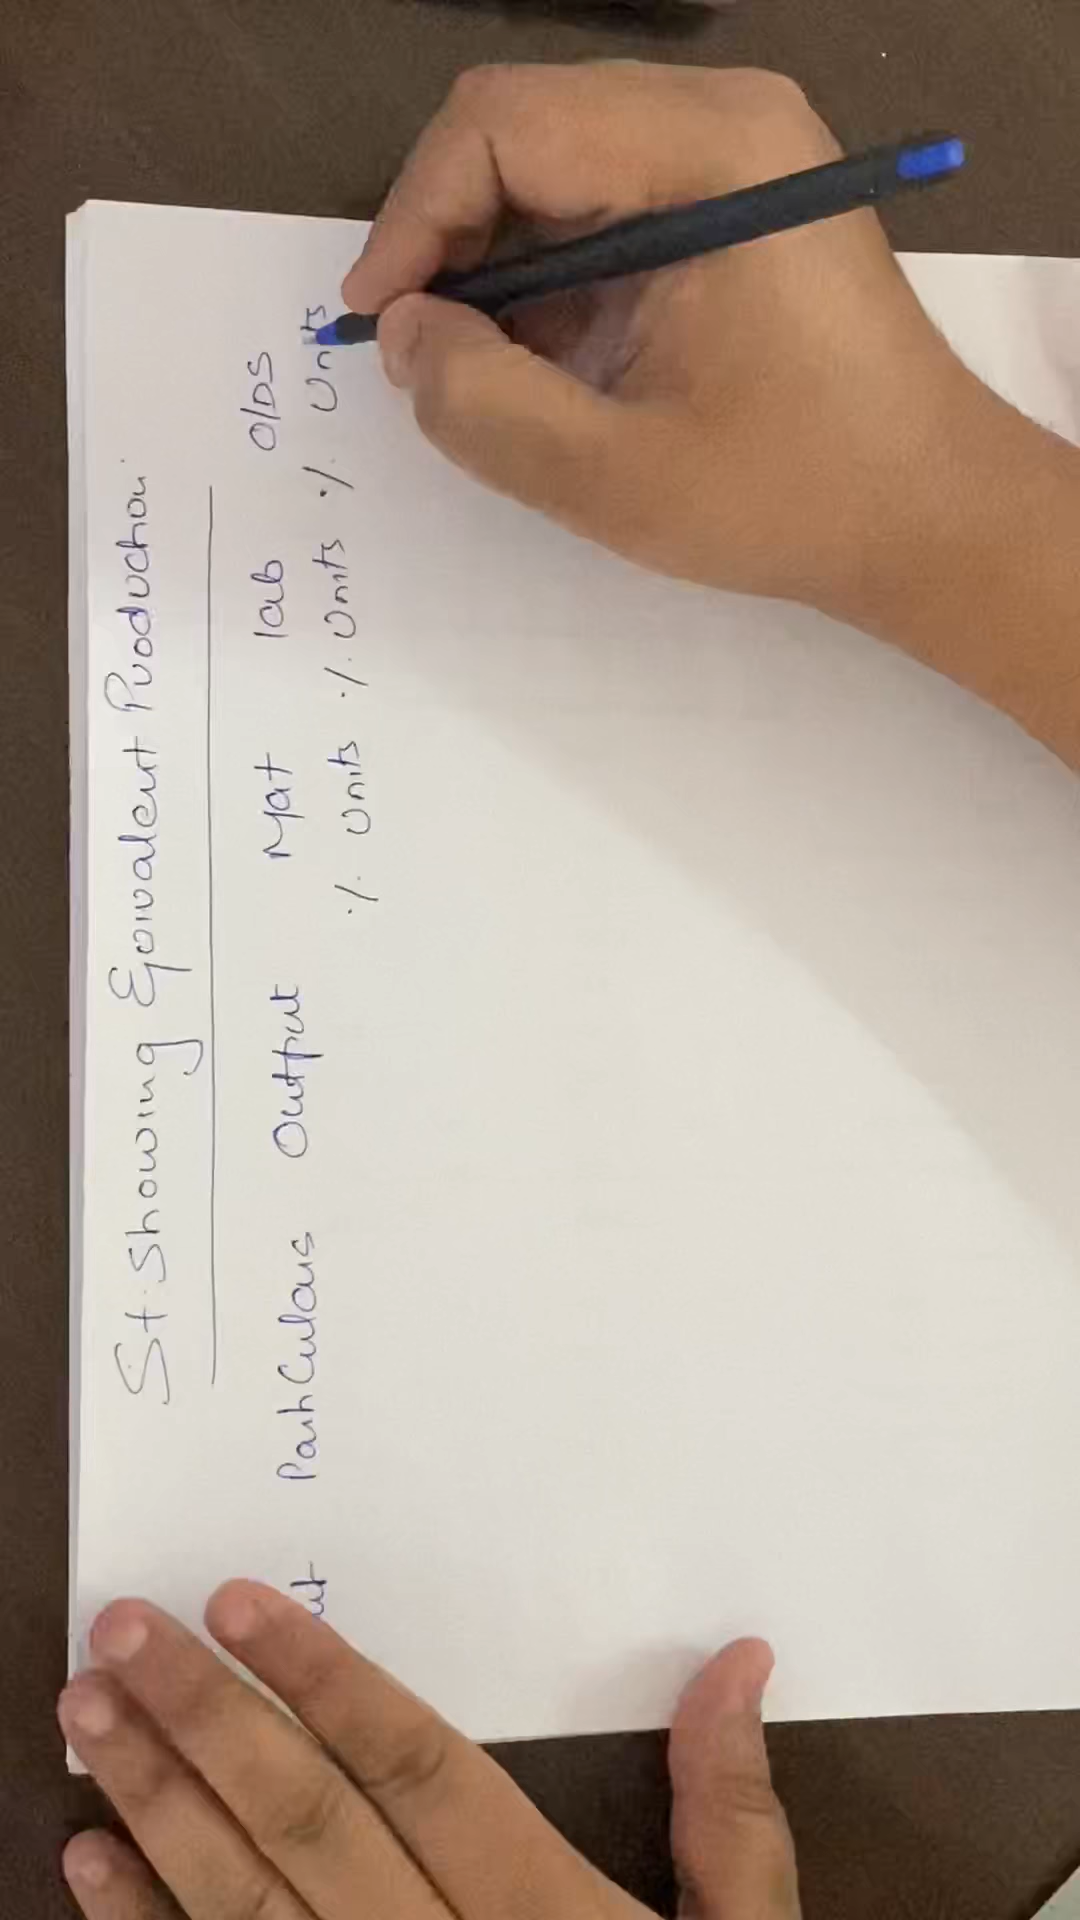 St. Showing Equivalent Production
Particulars Output Mat lab O/DS
% Units % Units % Units